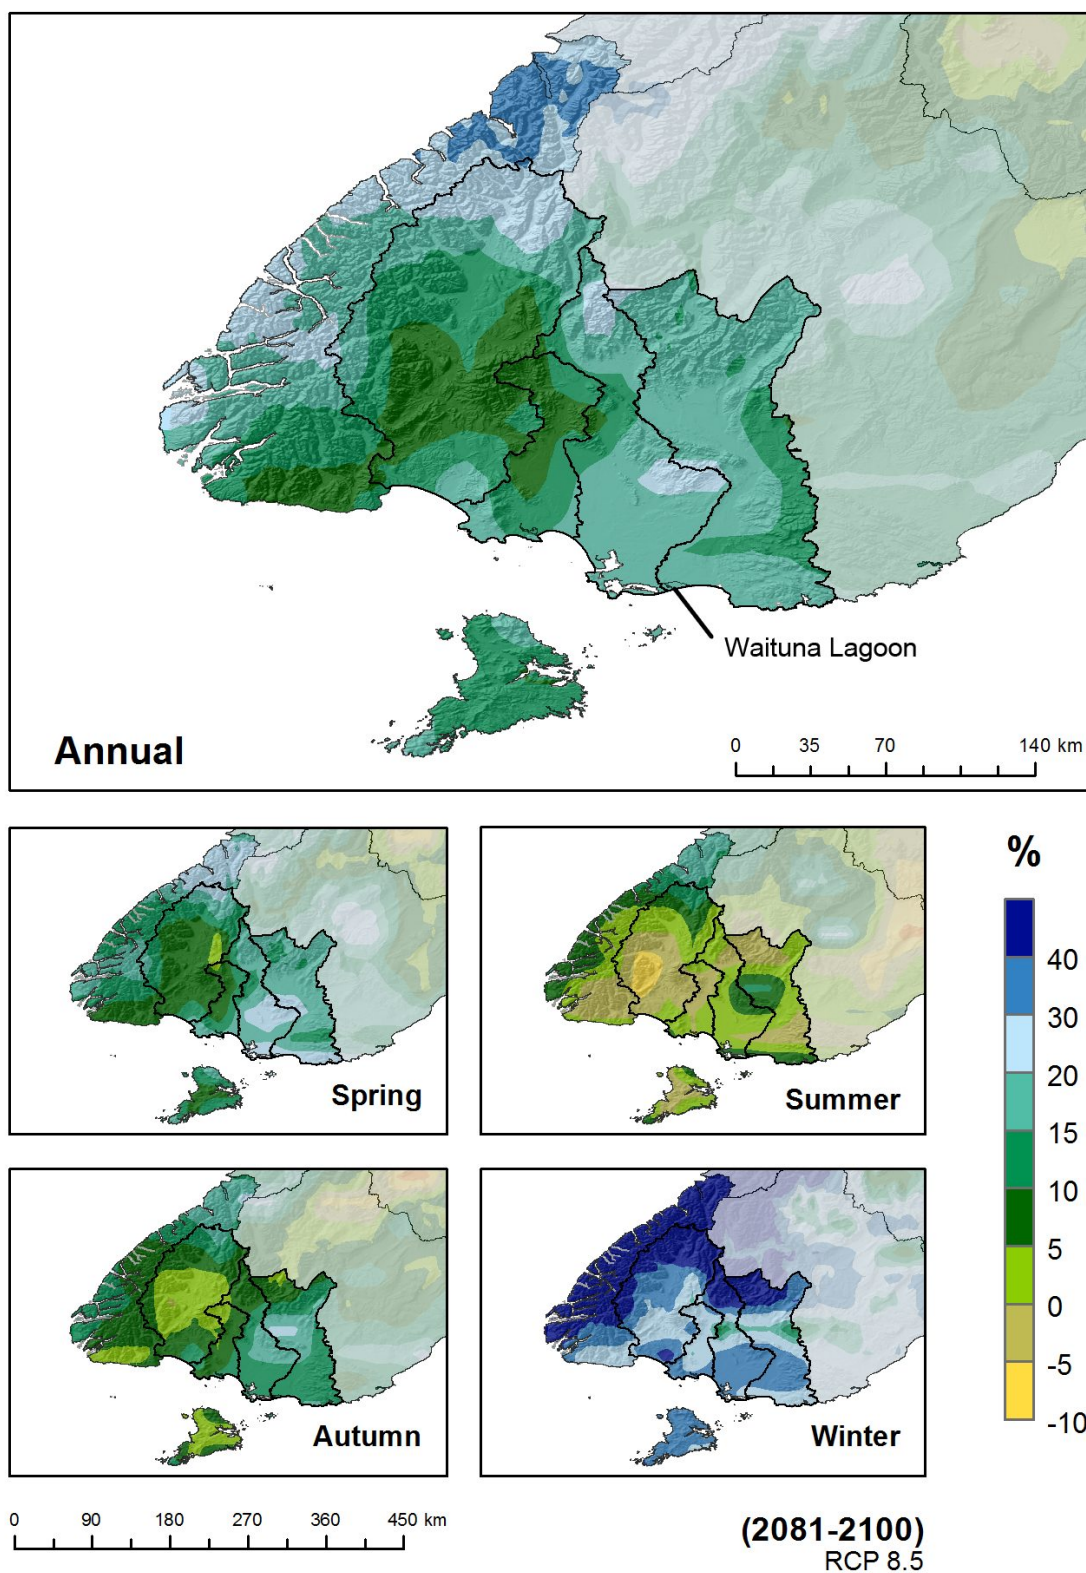 Waituna Lagoon
Annual
0 35 70 140 km
Spring
Summer
%
40
30
20
15
10
5
0
-5
-10
Autumn
Winter
0 90 180 270 360 450 km
(2081-2100)
RCP 8.5